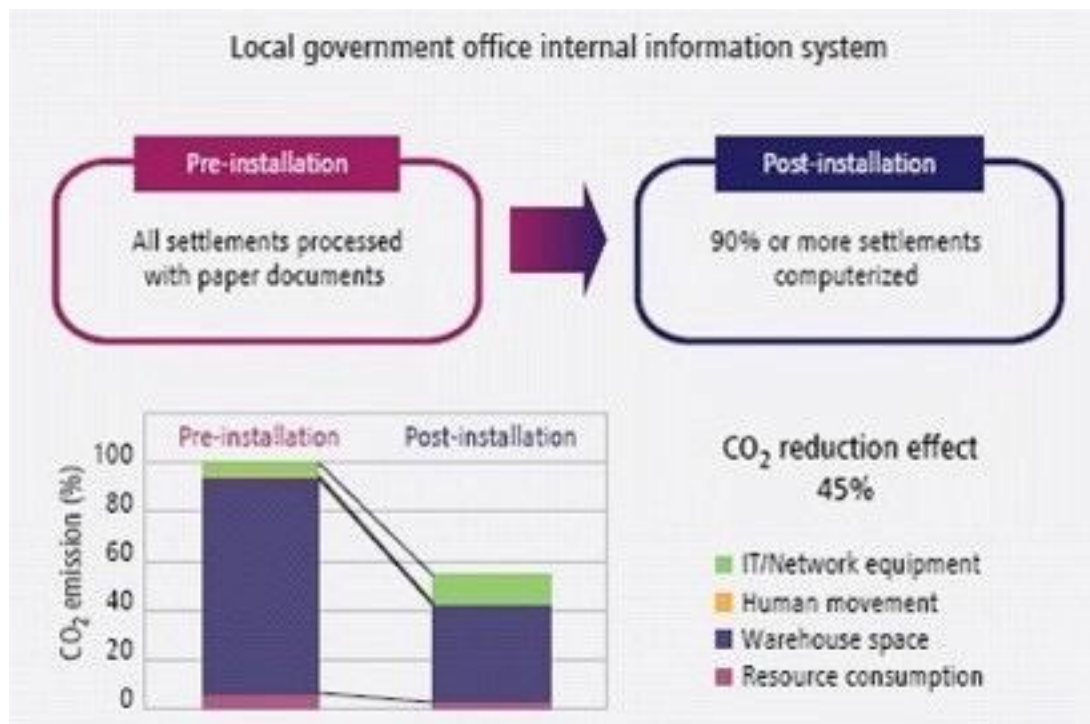 Local government office internal information system
Pre-installation
All settlements processed
with paper documents
Post-installation
90% or more settlements
computerized
Pre-installation
Post-installation
100
80
60
40
20
0
CO₂ emission (%)
CO₂ reduction effect
45%
IT/Network equipment
Human movement
Warehouse space
Resource consumption